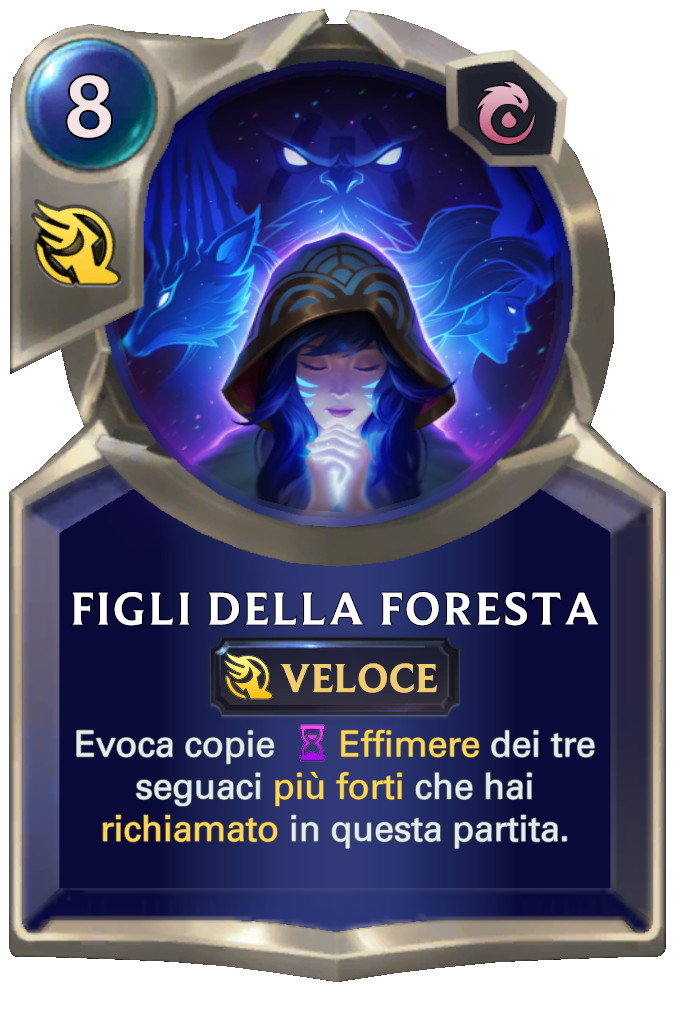 8
FIGLI DELLA FORESTA
VELOCE
Evoca copie Effimere dei tre
seguaci più forti che hai
richiamato in questa partita.